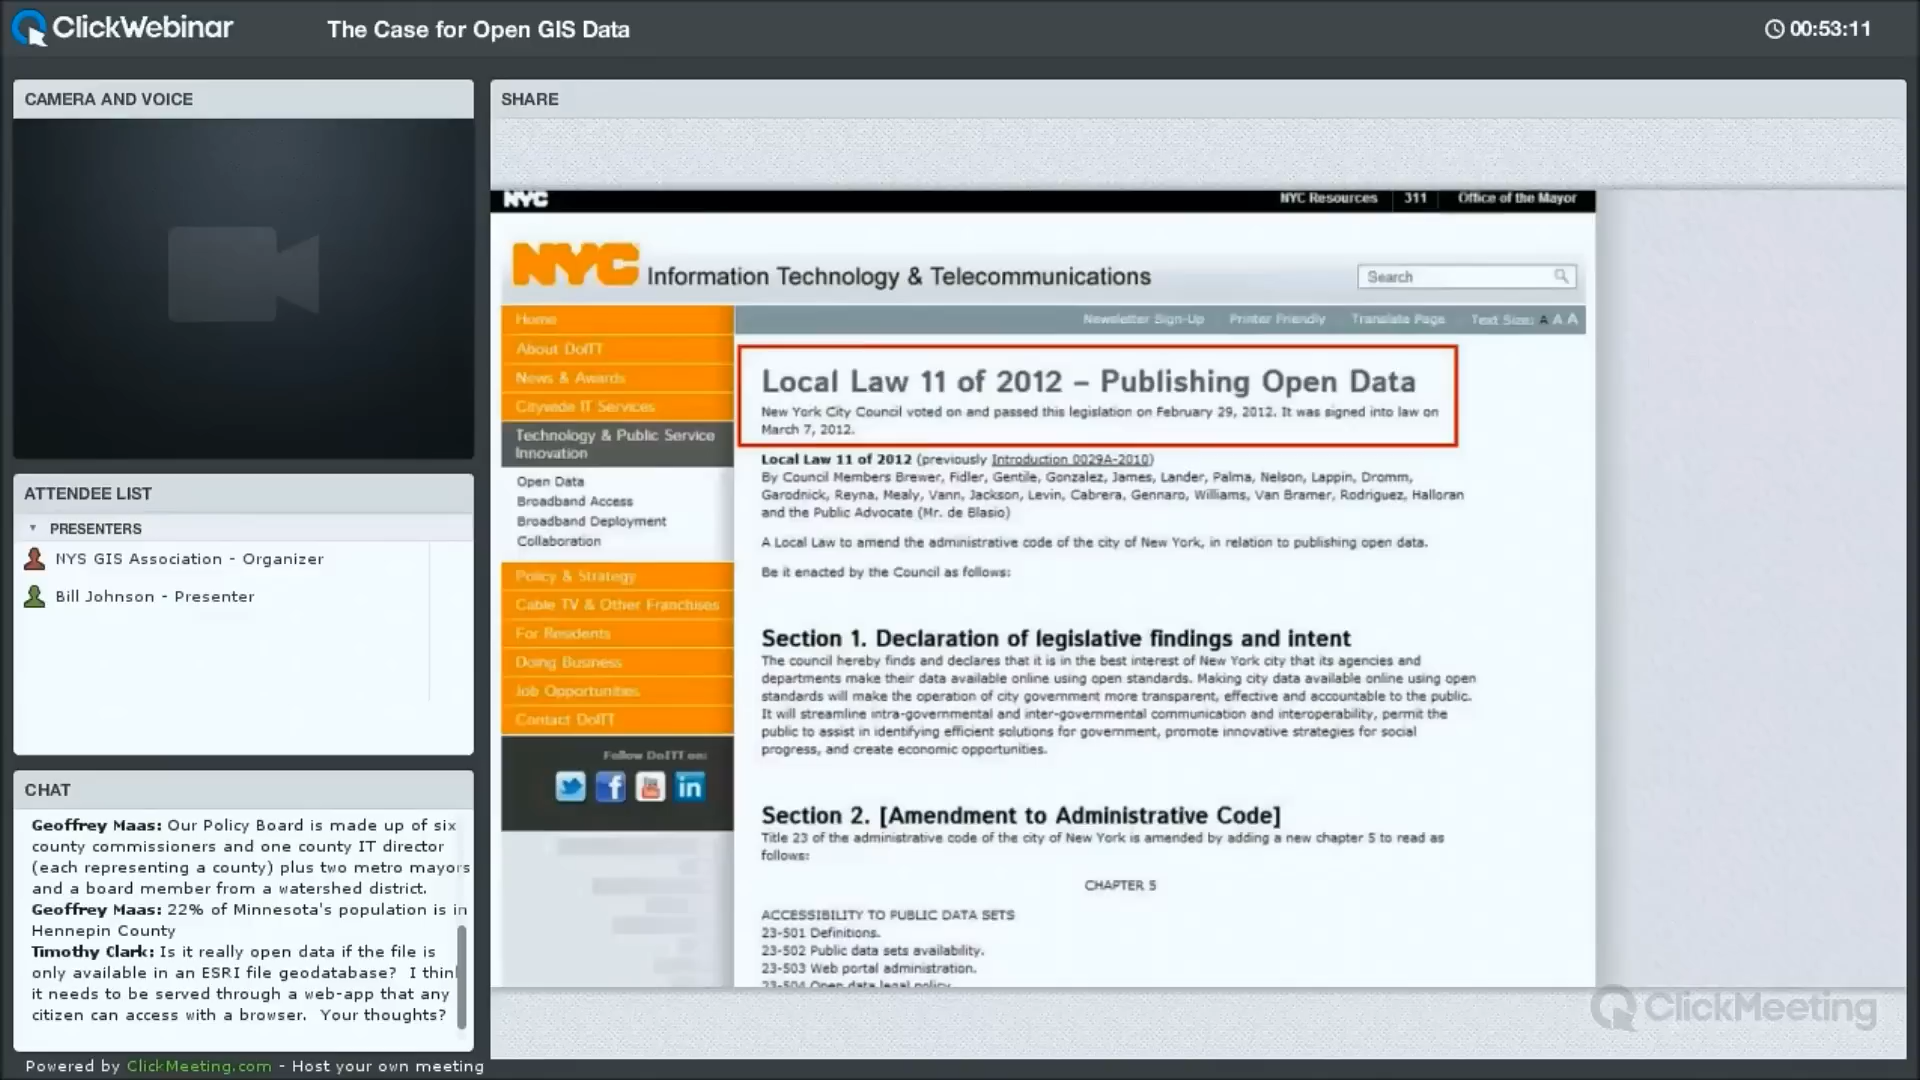 ClickWebinar
The Case for Open GIS Data
00:53:11
CAMERA AND VOICE
ATTENDEE LIST
PRESENTERS
NYS GIS Association - Organizer
Bill Johnson - Presenter
CHAT
Geoffrey Maas: Our Policy Board is made up of six
county commissioners and one county IT director
(each representing a county) plus two metro mayors
and a board member from a watershed district.
Geoffrey Maas: 22% of Minnesota's population is in
Hennepin County
Timothy Clark: Is it really open data if the file is
only available in an ESRI file geodatabase? I think
it needs to be served through a web-app that any
citizen can access with a browser. Your thoughts?
Powered by ClickMeeting.com - Host your own meeting
SHARE
NYC
NYC Resources 311 Office of the Mayor
NYC Information Technology & Telecommunications
Search
Newsletter Sign-Up Printer Friendly Translate Page Text Size: A A A
Home
About DoITT
News & Awards
Citywide IT Services
Technology & Public Service
Innovation
Open Data
Broadband Access
Broadband Deployment
Collaboration
Policy & Strategy
Cable TV & Other Franchises
For Residents
Doing Business
Job Opportunities
Contact DoITT
Follow DoITT on:
Local Law 11 of 2012 – Publishing Open Data
New York City Council voted on and passed this legislation on February 29, 2012. It was signed into law on
March 7, 2012.
Local Law 11 of 2012 (previously Introduction 0029A-2010)
By Council Members Brewer, Fidler, Gentile, Gonzalez, James, Lander, Palma, Nelson, Lappin, Dromm,
Garodnick, Reyna, Mealy, Vann, Jackson, Levin, Cabrera, Gennaro, Williams, Van Bramer, Rodriguez, Halloran
and the Public Advocate (Mr. de Blasio)
A Local Law to amend the administrative code of the city of New York, in relation to publishing open data.
Be it enacted by the Council as follows:
Section 1. Declaration of legislative findings and intent
The council hereby finds and declares that it is in the best interest of New York city that its agencies and
departments make their data available online using open standards. Making city data available online using open
standards will make the operation of city government more transparent, effective and accountable to the public.
It will streamline intra-governmental and inter-governmental communication and interoperability, permit the
public to assist in identifying efficient solutions for government, promote innovative strategies for social
progress, and create economic opportunities.
Section 2. [Amendment to Administrative Code]
Title 23 of the administrative code of the city of New York is amended by adding a new chapter 5 to read as
follows:
CHAPTER 5
ACCESSIBILITY TO PUBLIC DATA SETS
23-501 Definitions.
23-502 Public data sets availability.
23-503 Web portal administration.
23-504 Open data legal policy.
ClickMeeting